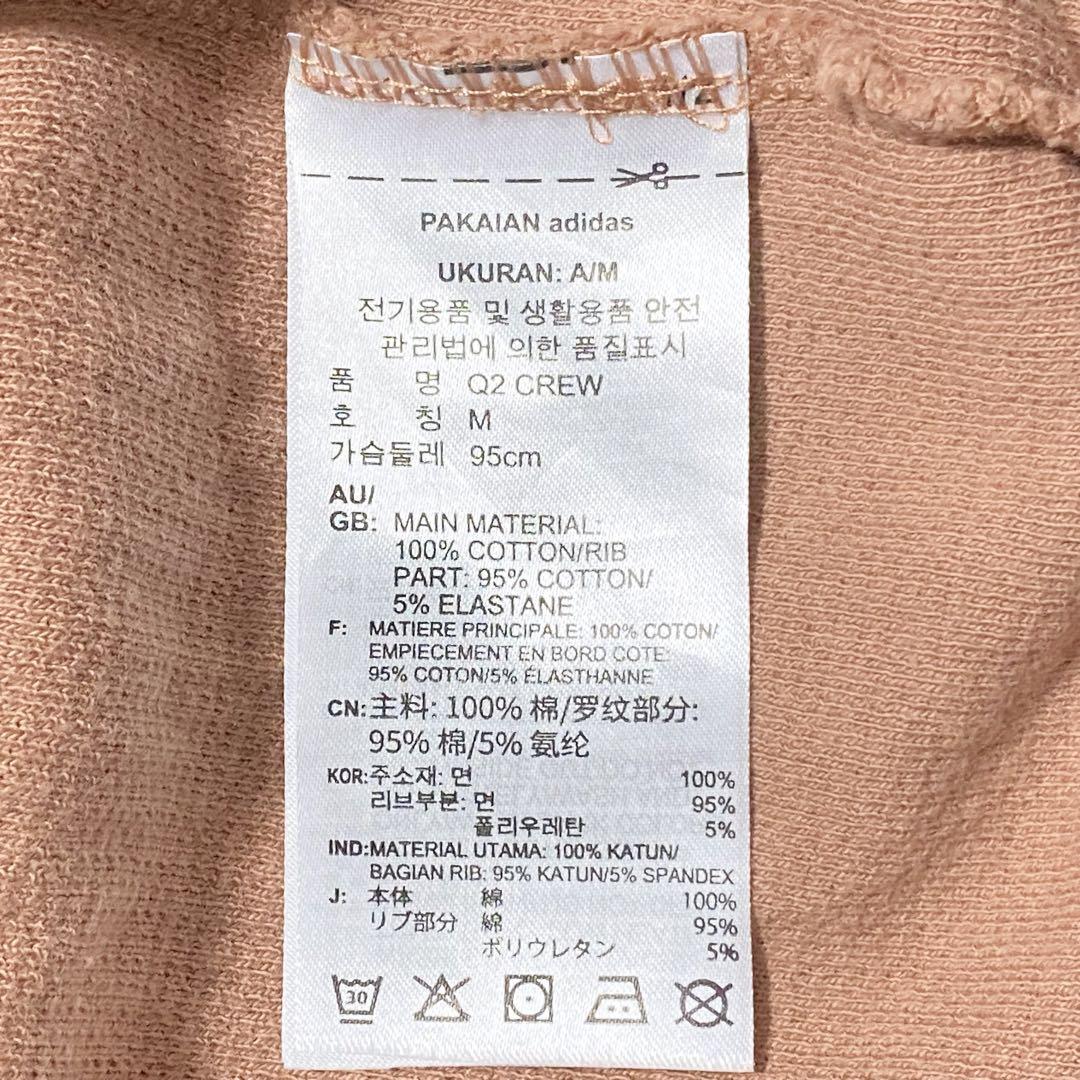 PAKAIAN adidas
UKURAN: A/M
전기용품 및 생활용품 안전
관리법에 의한 품질표시
품 명 Q2 CREW
호 칭 M
가슴둘레 95cm
AU/
GB: MAIN MATERIAL:
100% COTTON/RIB
PART: 95% COTTON/
5% ELASTANE
F: MATIERE PRINCIPALE: 100% COTON/
EMPIECEMENT EN BORD COTE:
95% COTON/5% ÉLASTHANNE
CN: 主料: 100% 棉/罗纹部分:
95% 棉/5% 氨纶
KOR: 주소재: 면 100%
리브부분: 면 95%
폴리우레탄 5%
IND: MATERIAL UTAMA: 100% KATUN/
BAGIAN RIB: 95% KATUN/5% SPANDEX
J: 本体 綿 100%
リブ部分 綿 95%
ポリウレタン 5%
30